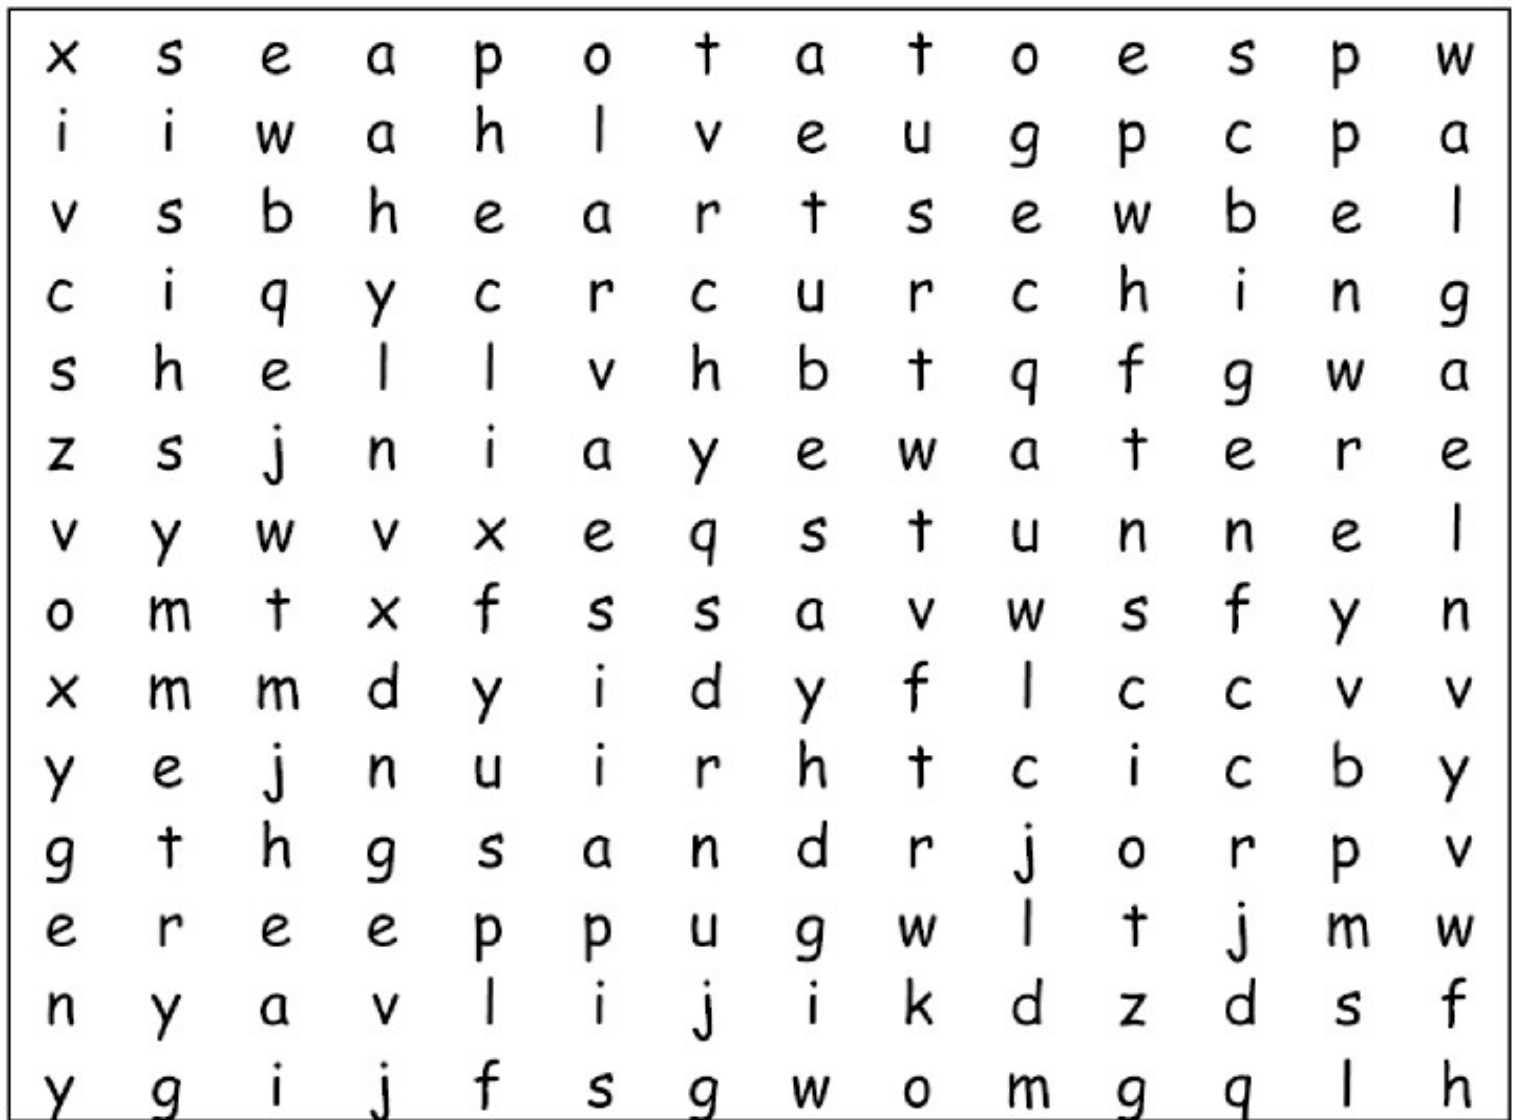 x s e a p o t a t o e s p w
i i w a h l v e u g p c p a
v s b h e a r t s e w b e l
c i q y c r c u r c h i n g
s h e l l v h b t q f g w a
z s j n i a y e w a t e r e
v y w v x e q s t u n n e l
o m t x f s s a v w s f y n
x m m d y i d y f l c c v v
y e j n u i r h t c i c b y
g t h g s a n d r j o r p v
e r e e p p u g w l t j m w
n y a v l i j i k d z d s f
y g i j f s g w o m g q l h